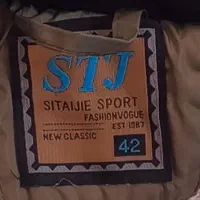 STJ
SITAIJIE SPORT
FASHIONVOGUE
EST 1987
NEW.CLASSIC
42